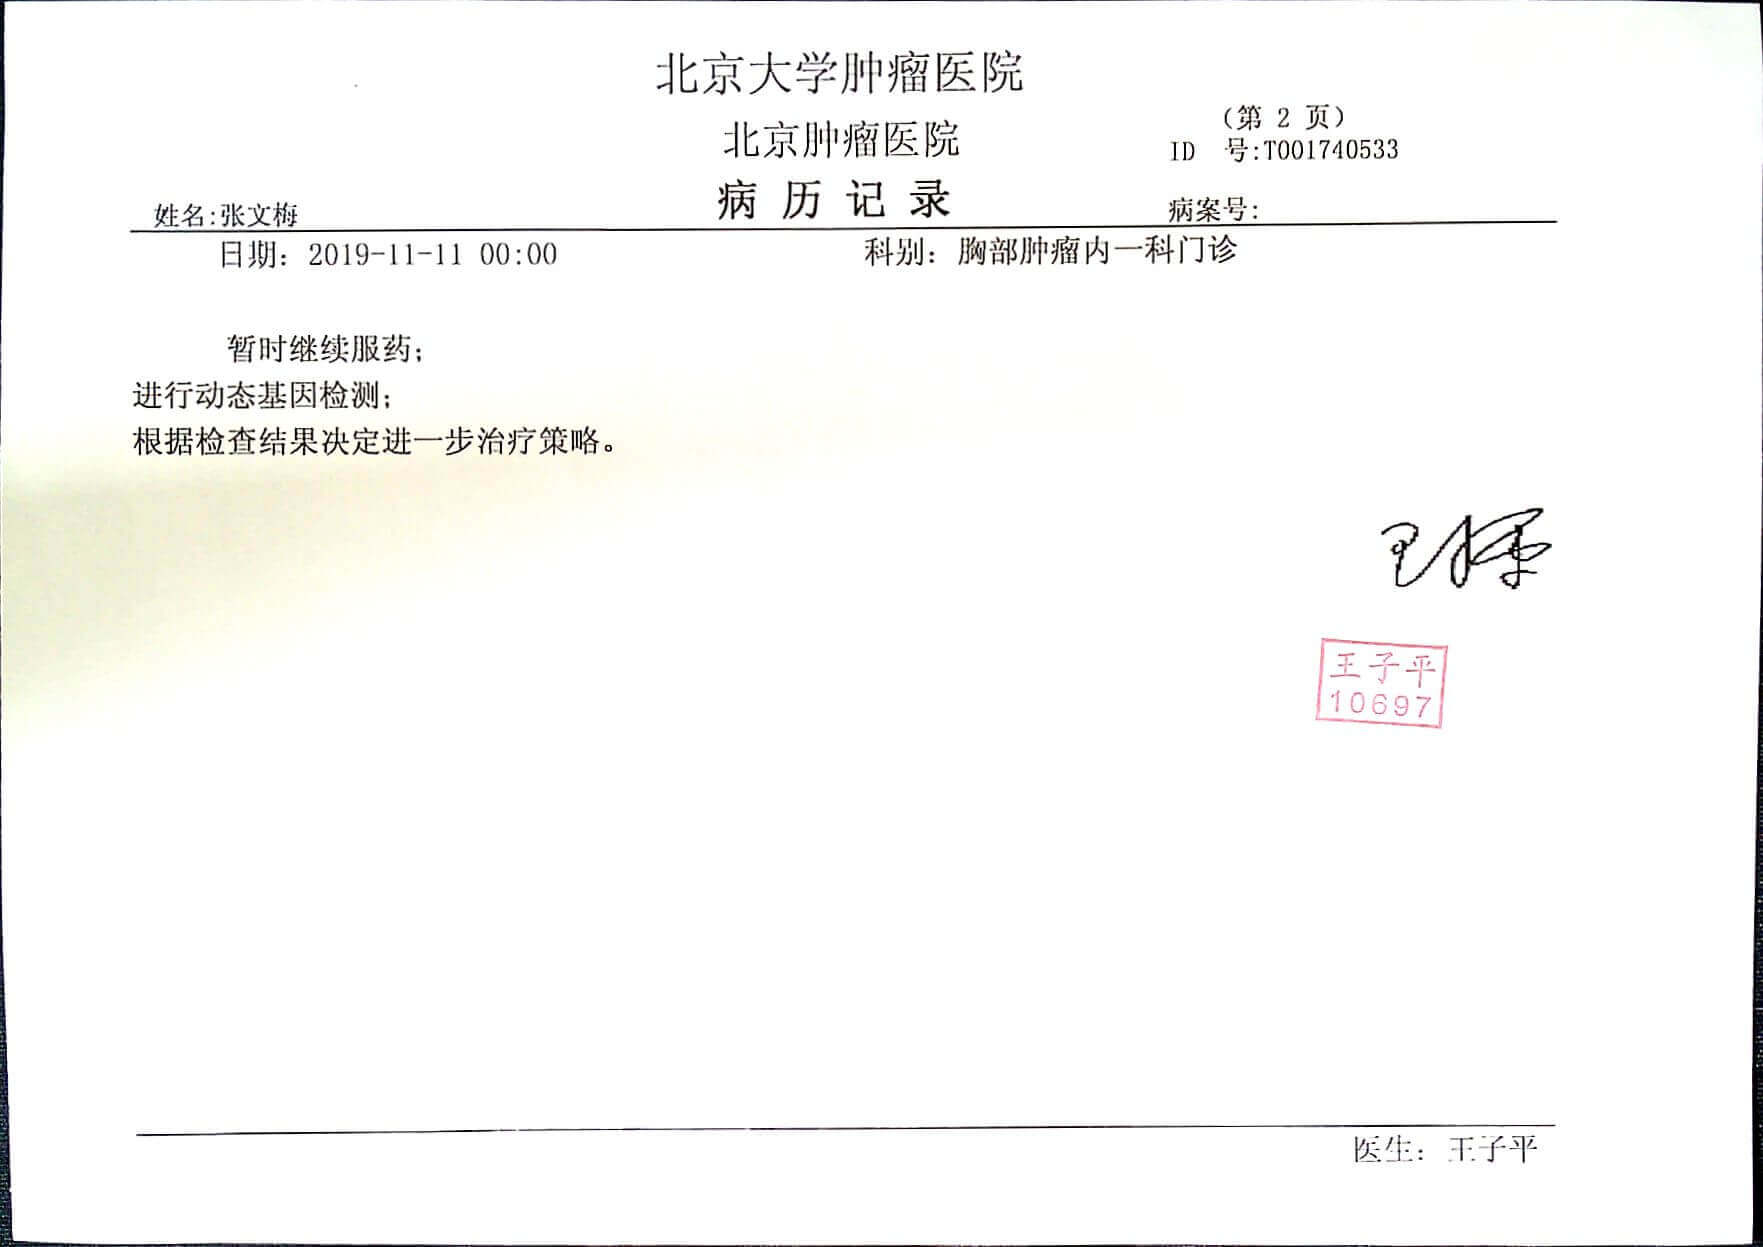 北京大学肿瘤医院
北京肿瘤医院
(第 2 页)
ID 号:T001740533
病 历 记 录
姓名:张文梅
病案号:
日期: 2019-11-11 00:00
科别: 胸部肿瘤内一科门诊
暂时继续服药;
进行动态基因检测;
根据检查结果决定进一步治疗策略。
王子平
10697
医生: 王子平